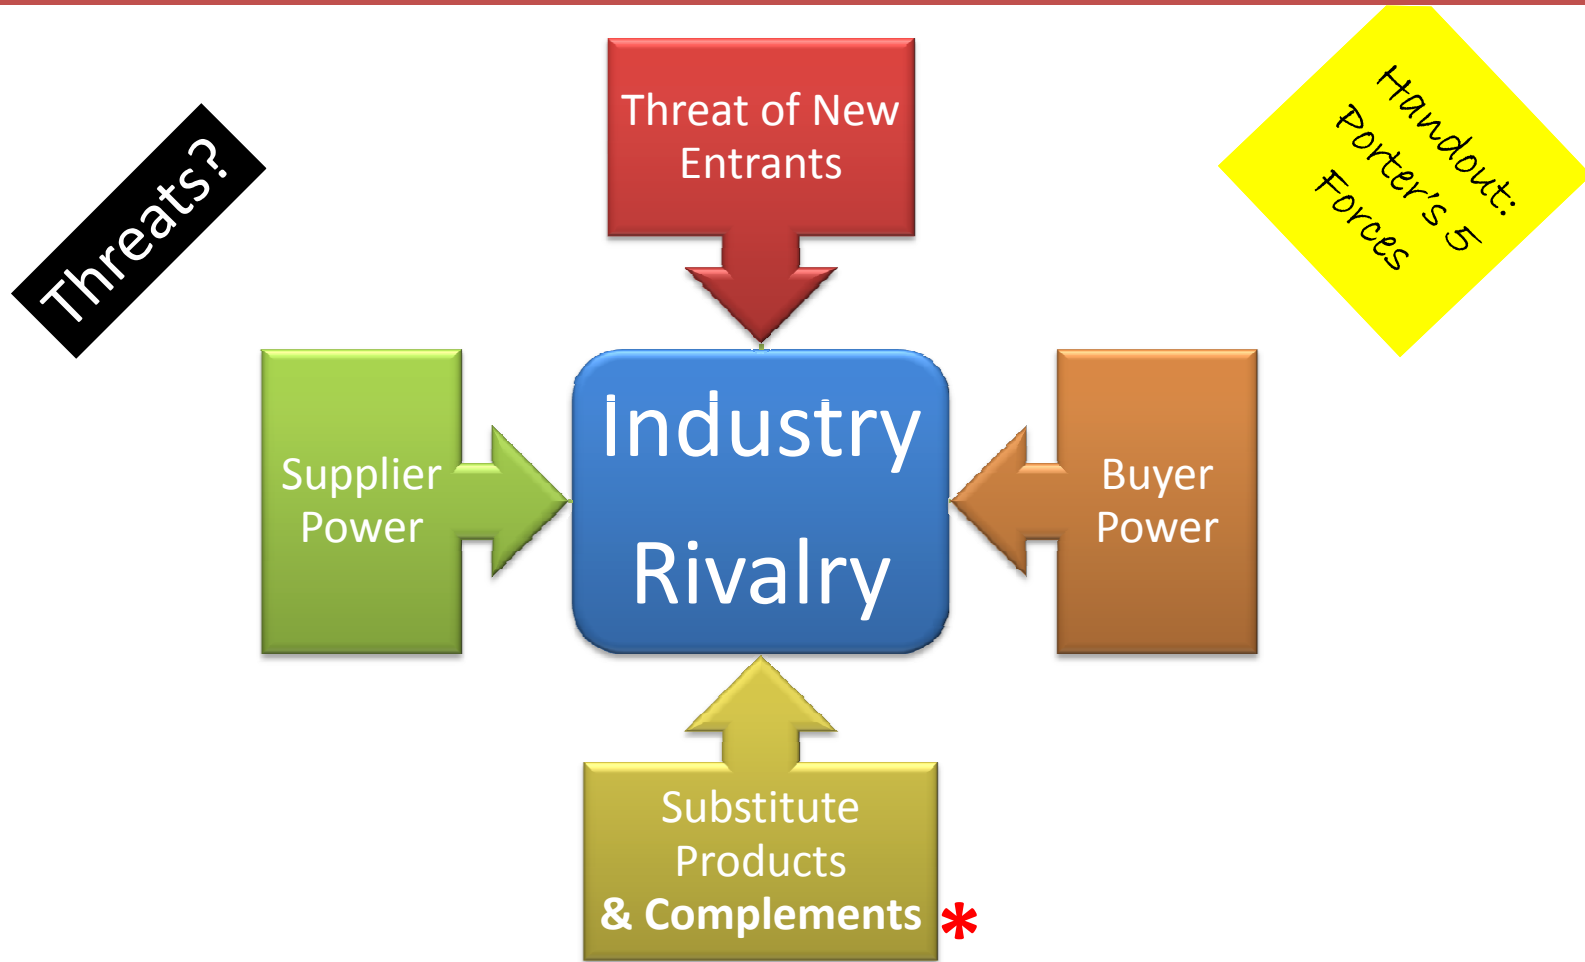 Threat of New
Entrants
Threats?
Handout:
Porter's 5
Forces
Supplier
Power
Industry
Rivalry
Buyer
Power
Substitute
Products
& Complements *